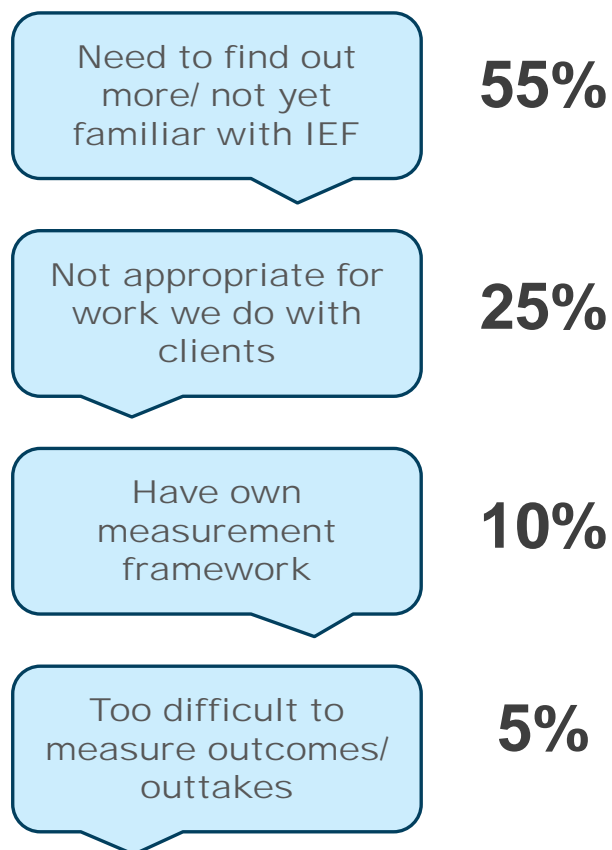 Need to find out
more/ not yet
familiar with IEF
55%
Not appropriate for
work we do with
clients
25%
Have own
measurement
framework
10%
Too difficult to
measure outcomes/
outtakes
5%